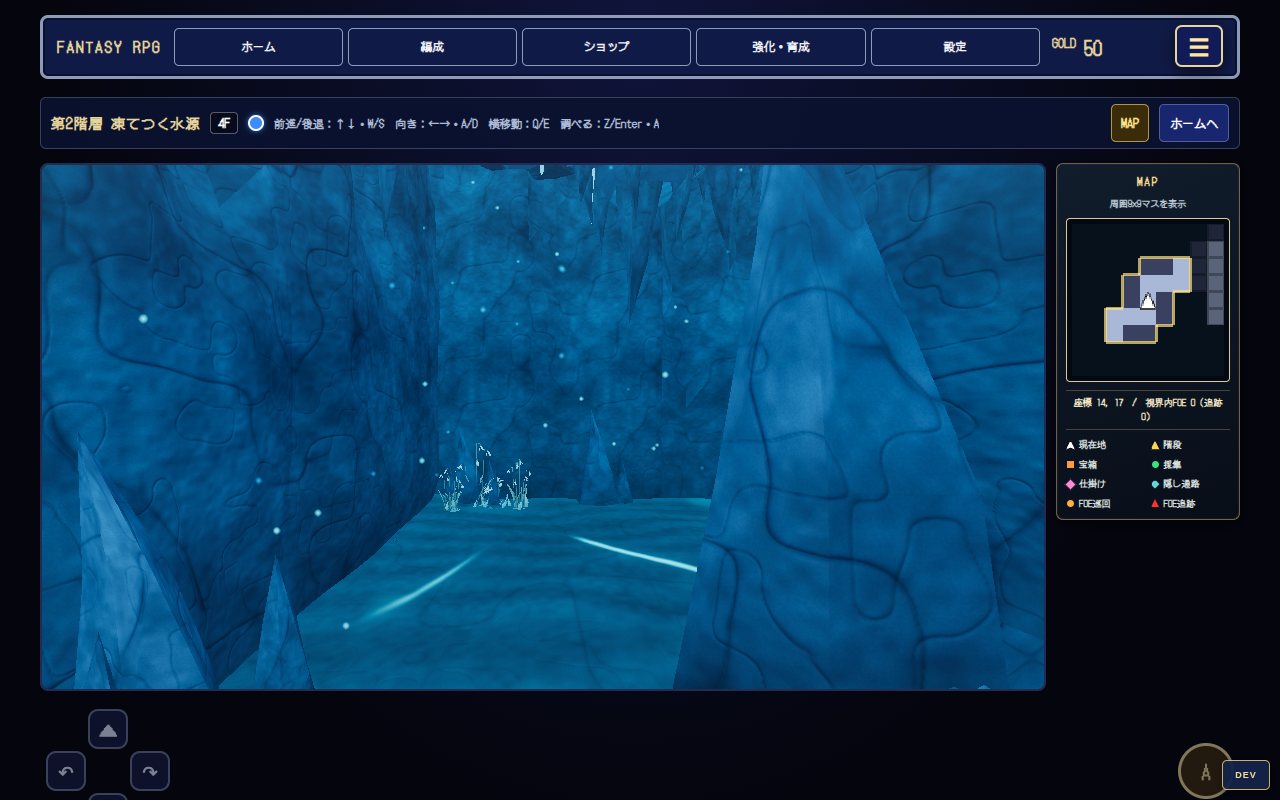 FANTASY RPG
ホーム
編成
ショップ
強化・育成
設定
GOLD 50
第2階層 凍てつく水源
4F
前進/後退：↑↓・W/S 向き：←→・A/D 横移動：Q/E 調べる：Z/Enter・A
MAP
ホームへ
MAP
周囲9x9マスを表示
座標 14, 17 / 視界内FOE 0（追跡
0）
現在地
階段
宝箱
採集
仕掛け
隠し通路
FOE巡回
FOE追跡
A
DEV